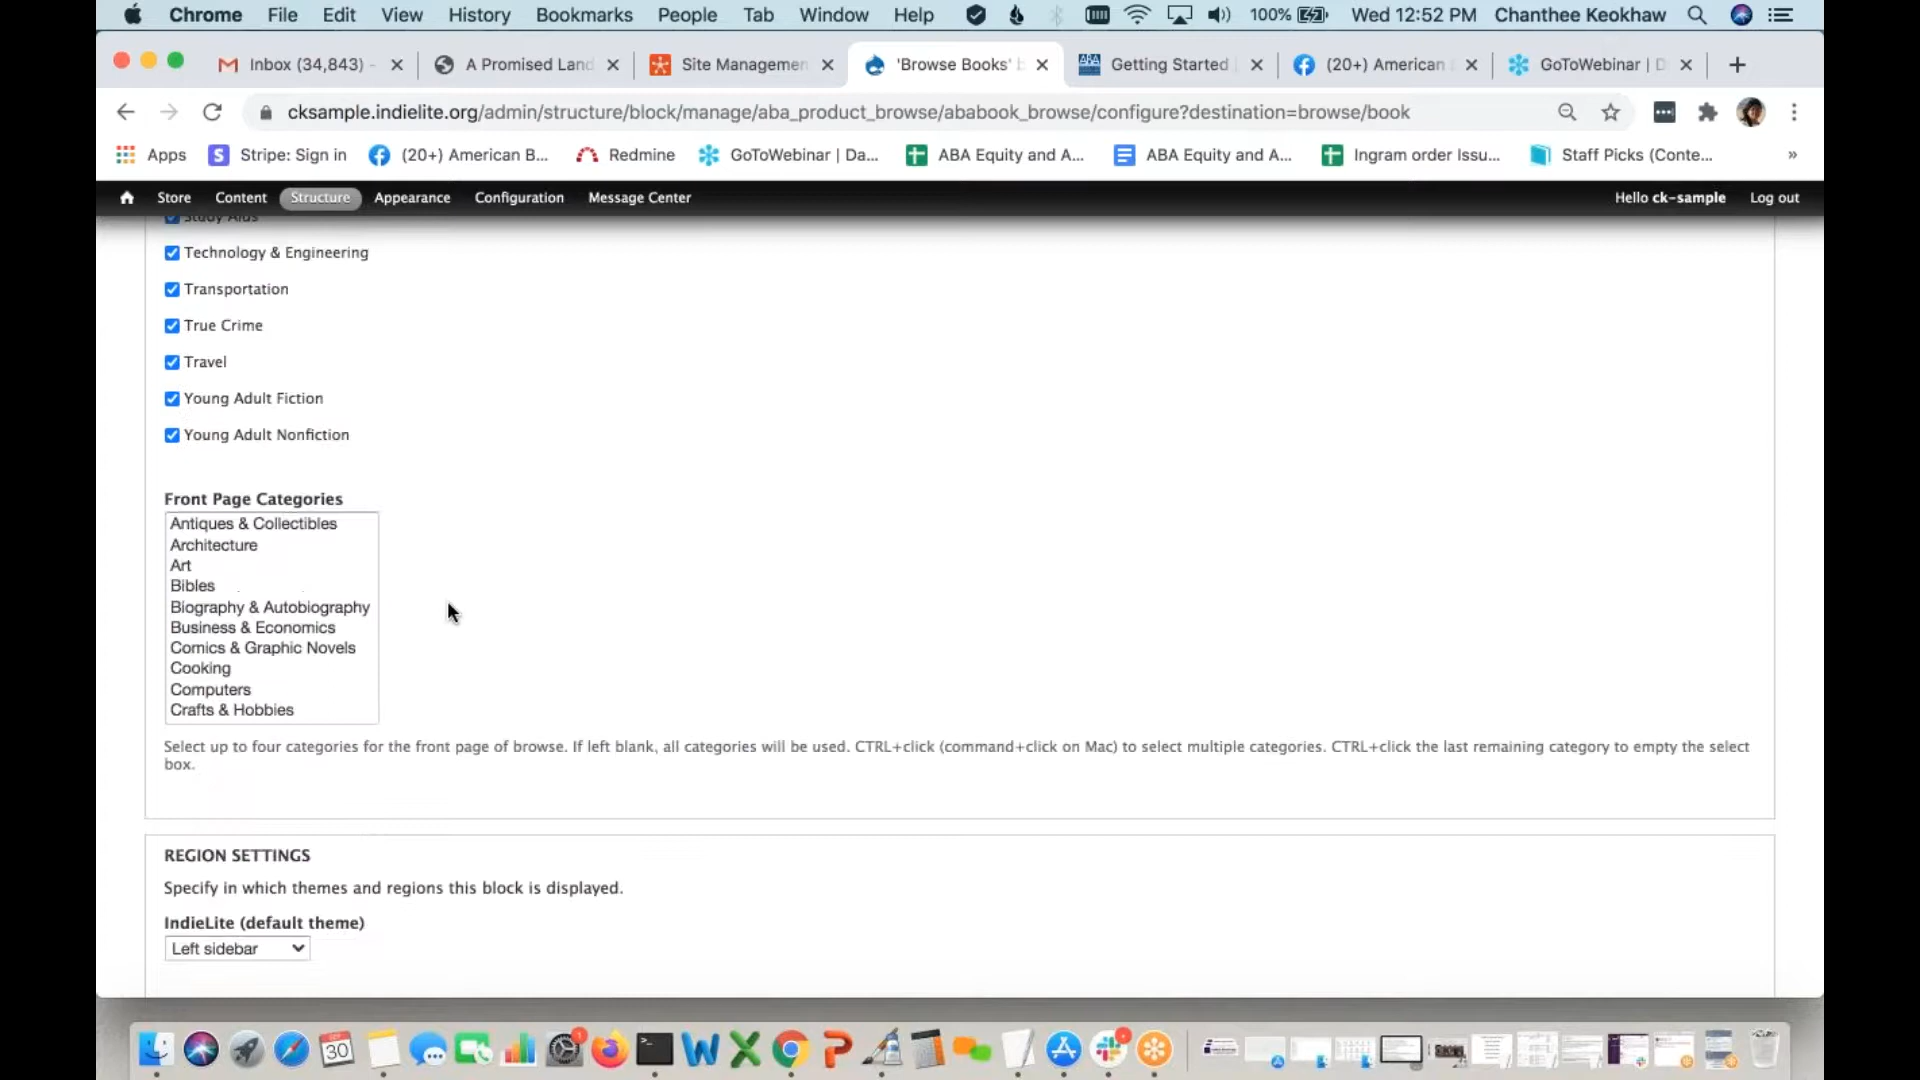 Chrome File Edit View History Bookmarks People Tab Window Help 100% Wed 12:52 PM Chanthee Keokhaw
Inbox (34,843) - A Promised Land Site Managemen 'Browse Books' b Getting Started (20+) American GoToWebinar | D
cksample.indielite.org/admin/structure/block/manage/aba_product_browse/ababook_browse/configure?destination=browse/book
Apps Stripe: Sign in (20+) American B... Redmine GoToWebinar | Da... ABA Equity and A... ABA Equity and A... Ingram order Issu... Staff Picks (Conte... »
Store Content Structure Appearance Configuration Message Center Hello ck-sample Log out
Study Aids
Technology & Engineering
Transportation
True Crime
Travel
Young Adult Fiction
Young Adult Nonfiction
Front Page Categories
Antiques & Collectibles
Architecture
Art
Bibles
Biography & Autobiography
Business & Economics
Comics & Graphic Novels
Cooking
Computers
Crafts & Hobbies
Select up to four categories for the front page of browse. If left blank, all categories will be used. CTRL+click (command+click on Mac) to select multiple categories. CTRL+click the last remaining category to empty the select
box.
REGION SETTINGS
Specify in which themes and regions this block is displayed.
IndieLite (default theme)
Left sidebar
30